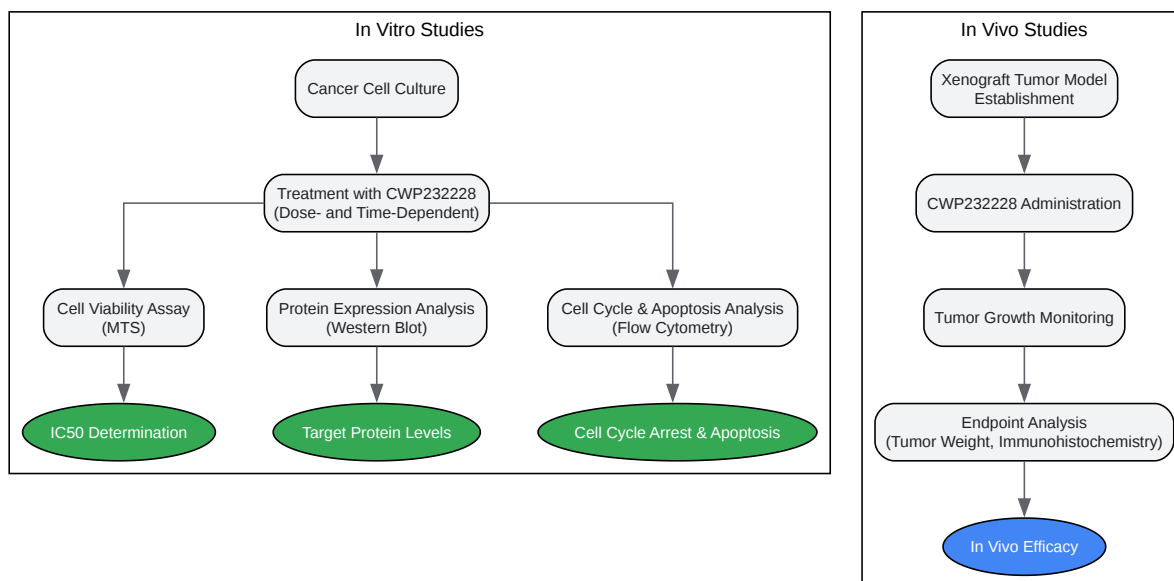 In Vitro Studies
Cancer Cell Culture
Treatment with CWP232228
(Dose- and Time-Dependent)
Cell Viability Assay
(MTS)
Protein Expression Analysis
(Western Blot)
Cell Cycle & Apoptosis Analysis
(Flow Cytometry)
IC50 Determination
Target Protein Levels
Cell Cycle Arrest & Apoptosis
In Vivo Studies
Xenograft Tumor Model
Establishment
CWP232228 Administration
Tumor Growth Monitoring
Endpoint Analysis
(Tumor Weight, Immunohistochemistry)
In Vivo Efficacy